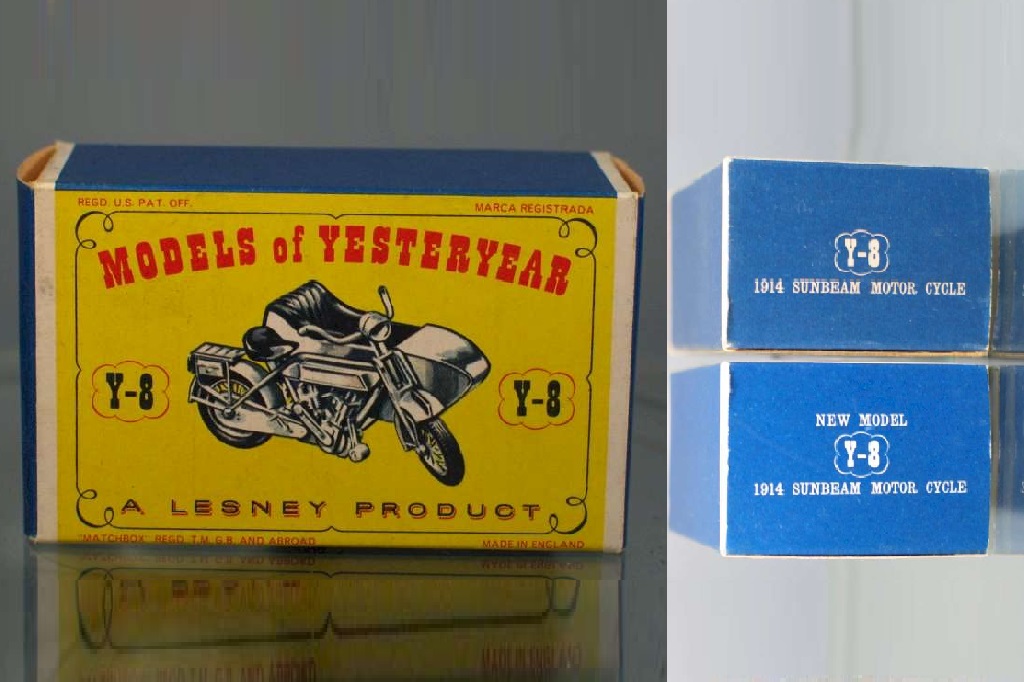 REGD. U.S. PAT. OFF.
MARCA REGISTRADA
MODELS of YESTERYEAR
Y-8
Y-8
A LESNEY PRODUCT
"MATCHBOX" REGD. T.M. G.B. AND ABROAD
MADE IN ENGLAND
Y-8
1914 SUNBEAM MOTOR CYCLE
NEW MODEL
Y-8
1914 SUNBEAM MOTOR CYCLE